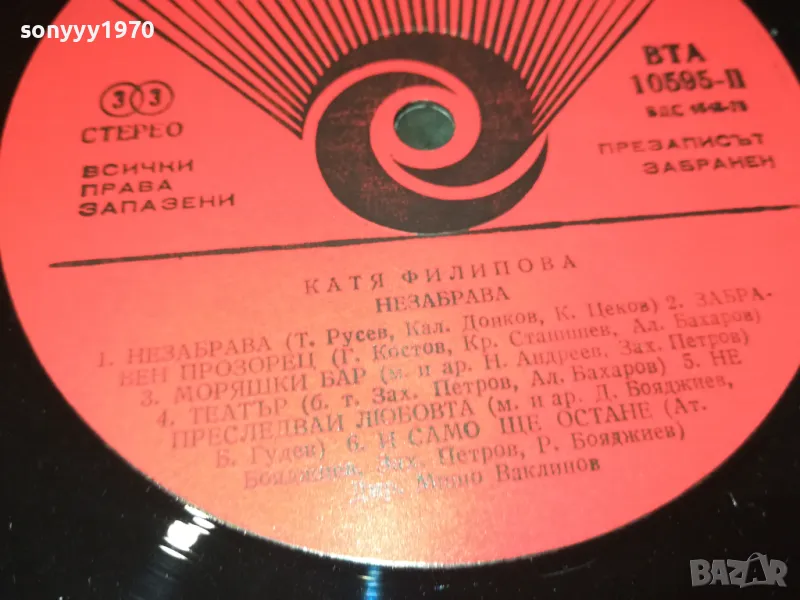 sonyyy1970
ВТА
10595-II
33
СТЕРЕО
ВСИЧКИ
ПРАВА
ЗАПАЗЕНИ
ПРЕЗАПИСЪТ
ЗАБРАНЕН
КАТЯ ФИЛИПОВА
НЕЗАБРАВА
1. НЕЗАБРАВА (Т. Русев, Кал. Донков, К. Цеков) 2. ЗАБРА-
ВЕН ПРОЗОРЕЦ (Г. Костов, Кр. Станишев, Ал. Бахаров)
3. МОРЯШКИ БАР (м. и ар. Н. Андреев, Зах. Петров)
4. ТЕАТЪР (б. т. Зах. Петров, Ал. Бахаров) 5. НЕ
ПРЕСЛЕДВАЙ ЛЮБОВТА (м. и ар. Д. Бояджиев,
Б. Гудев) 6. И САМО ЩЕ ОСТАНЕ (Ат.
Бояджиев, Зах. Петров, Р. Бояджиев)
Ваклинов
BAZAR